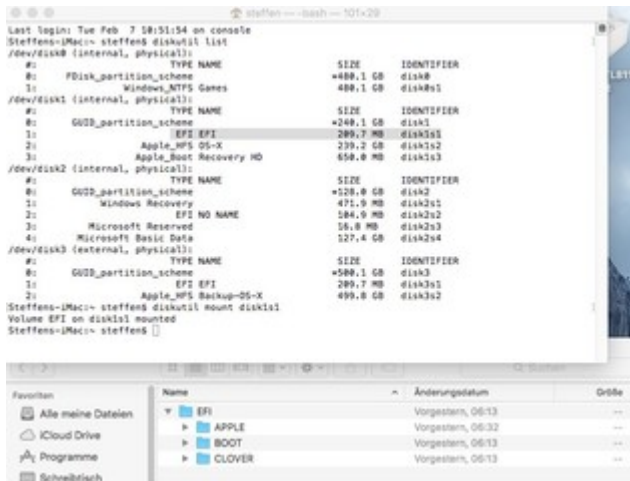 steffen — -bash — 101×29
Last login: Tue Feb  7 10:51:54 on console
Steffens-iMac:~ steffen$ diskutil list
/dev/disk0 (internal, physical):
#: TYPE NAME SIZE IDENTIFIER
0: FDisk_partition_scheme *480.1 GB disk0
1: Windows_NTFS Games 480.1 GB disk0s1
/dev/disk1 (internal, physical):
#: TYPE NAME SIZE IDENTIFIER
0: GUID_partition_scheme *240.1 GB disk1
1: EFI EFI 209.7 MB disk1s1
2: Apple_HFS OS-X 239.2 GB disk1s2
3: Apple_Boot Recovery HD 650.0 MB disk1s3
/dev/disk2 (internal, physical):
#: TYPE NAME SIZE IDENTIFIER
0: GUID_partition_scheme *128.0 GB disk2
1: Windows Recovery 471.9 MB disk2s1
2: EFI NO NAME 104.9 MB disk2s2
3: Microsoft Reserved 16.8 MB disk2s3
4: Microsoft Basic Data 127.4 GB disk2s4
/dev/disk3 (external, physical):
#: TYPE NAME SIZE IDENTIFIER
0: GUID_partition_scheme *500.1 GB disk3
1: EFI EFI 209.7 MB disk3s1
2: Apple_HFS Backup-OS-X 499.8 GB disk3s2
Steffens-iMac:~ steffen$ diskutil mount disk1s1
Volume EFI on disk1s1 mounted
Steffens-iMac:~ steffen$
Suchen
Favoriten
Name Änderungsdatum Größe
Alle meine Dateien
EFI Vorgestern, 06:13 --
iCloud Drive
APPLE Vorgestern, 06:32 --
BOOT Vorgestern, 06:13 --
Programme
CLOVER Vorgestern, 06:13 --
Schreibtisch